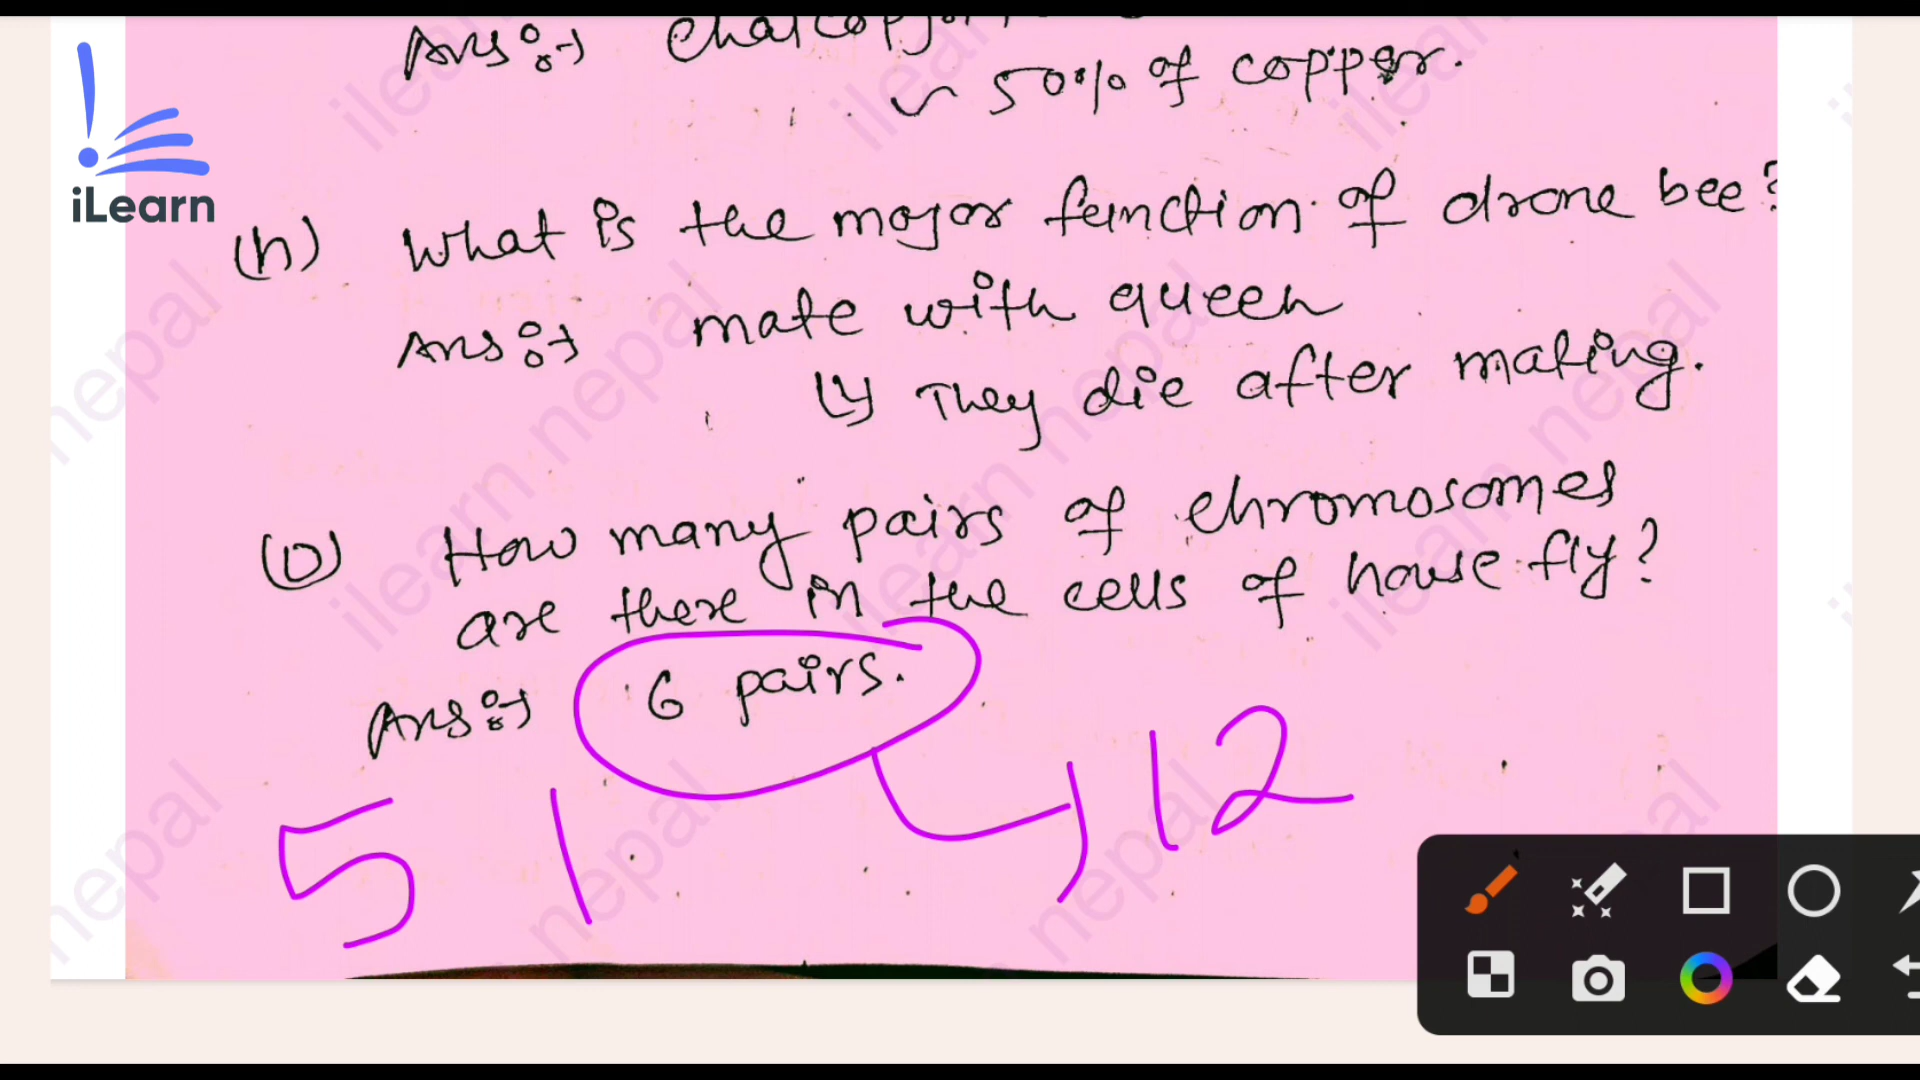 Ans:→
50% of copper.
iLearn
(n) What is the major function of drone bee?
Ans:→ mate with queen
↳ They die after mating.
(o) How many pairs of chromosomes
are there in the cells of house fly?
Ans:→ 6 pairs.
12
5 1
ilearn nepal